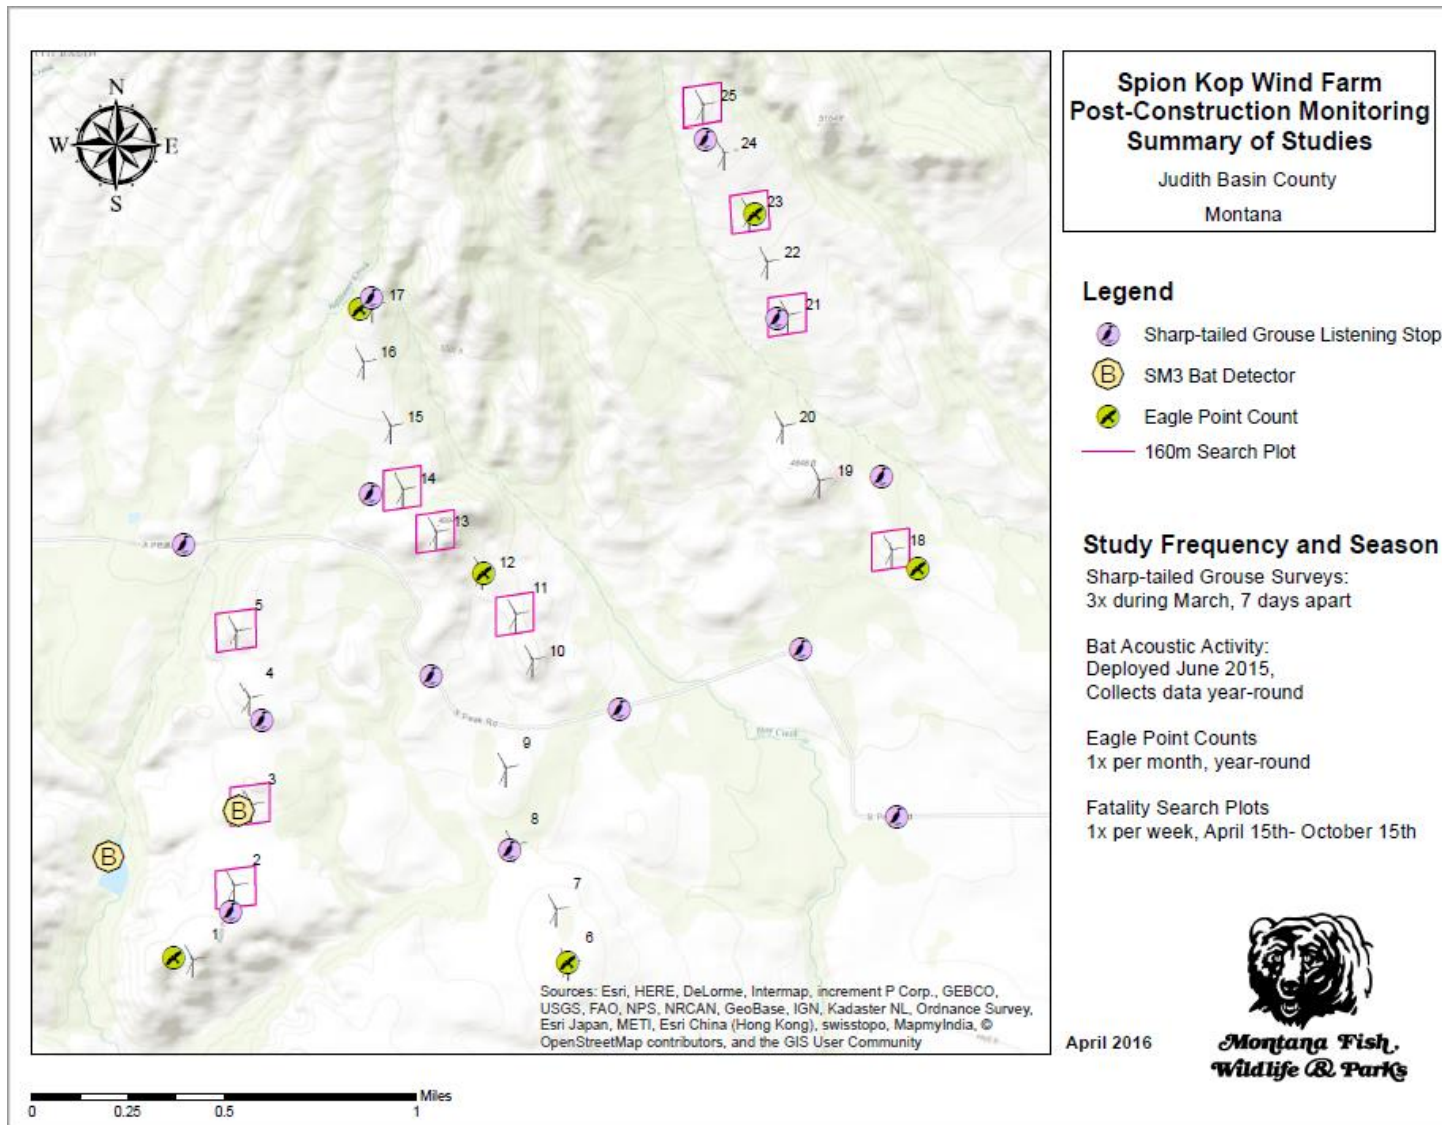 Spion Kop Wind Farm
Post-Construction Monitoring
Summary of Studies
Judith Basin County
Montana
N
W
E
S
25
24
23
22
21
17
16
15
20
14
19
13
18
12
11
5
10
4
S Peak Rd
9
3
8
B
B
2
7
1
6
Legend
Sharp-tailed Grouse Listening Stop
B
SM3 Bat Detector
Eagle Point Count
160m Search Plot
Study Frequency and Season
Sharp-tailed Grouse Surveys:
3x during March, 7 days apart
Bat Acoustic Activity:
Deployed June 2015,
Collects data year-round
Eagle Point Counts
1x per month, year-round
Fatality Search Plots
1x per week, April 15th- October 15th
Sources: Esri, HERE, DeLorme, Intermap, increment P Corp., GEBCO,
USGS, FAO, NPS, NRCAN, GeoBase, IGN, Kadaster NL, Ordnance Survey,
Esri Japan, METI, Esri China (Hong Kong), swisstopo, MapmyIndia, ©
OpenStreetMap contributors, and the GIS User Community
April 2016
Montana Fish,
Wildlife & Parks
Miles
0
0.25
0.5
1